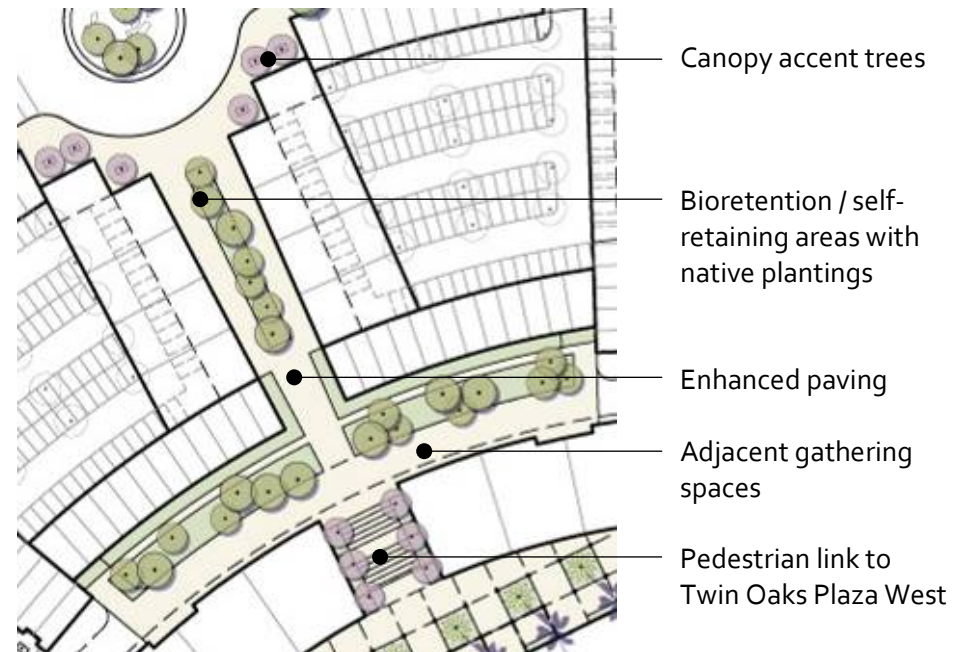 Canopy accent trees
Bioretention / self-
retaining areas with
native plantings
Enhanced paving
Adjacent gathering
spaces
Pedestrian link to
Twin Oaks Plaza West